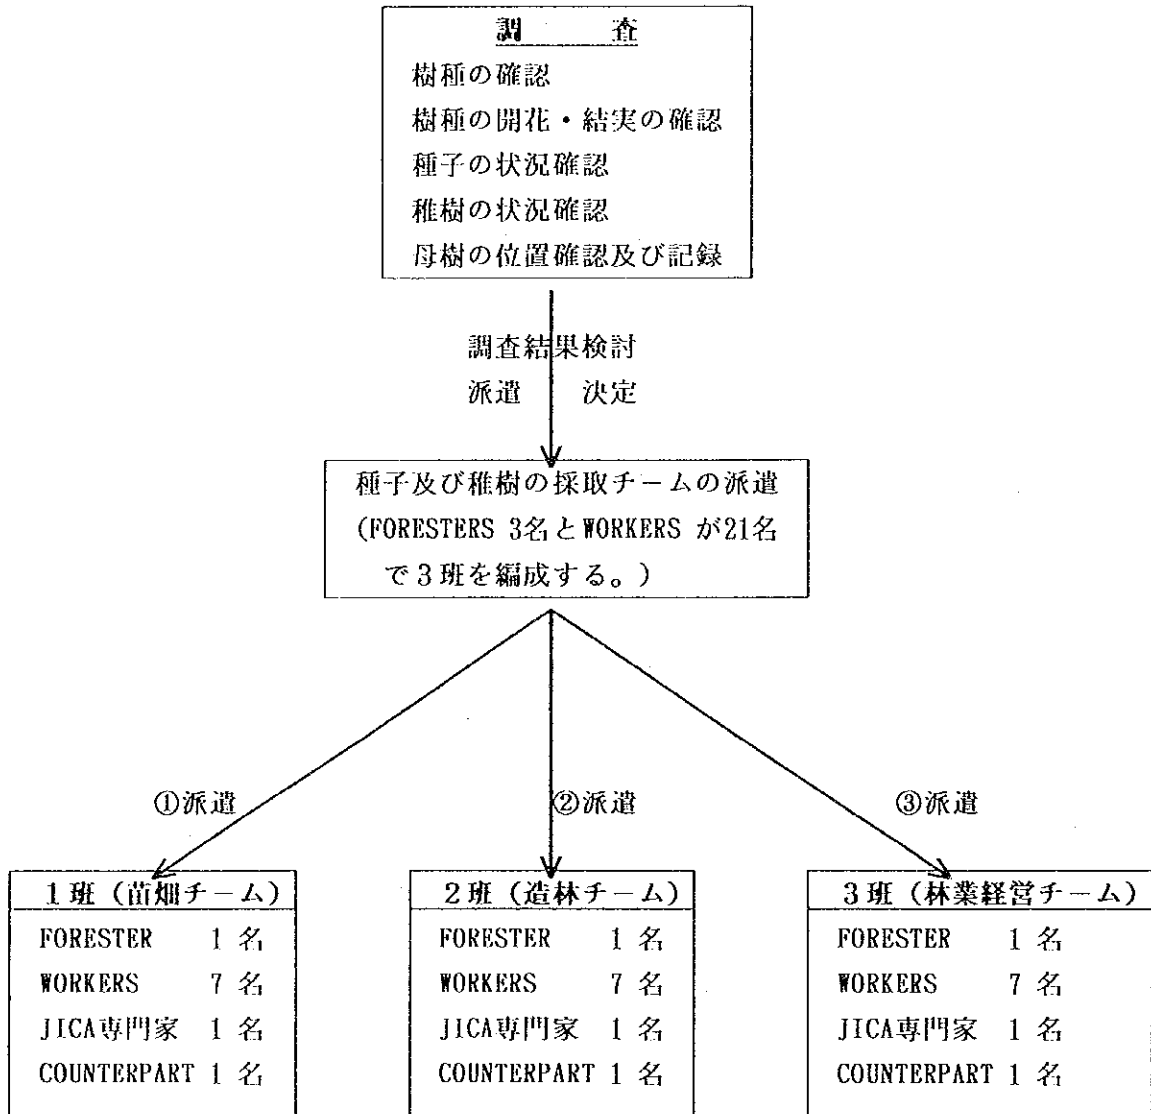 調　　査
樹種の確認
樹種の開花・結実の確認
種子の状況確認
稚樹の状況確認
母樹の位置確認及び記録
調査結果検討
派遣　決定
種子及び稚樹の採取チームの派遣
(FORESTERS 3名とWORKERS が21名
で3班を編成する。)
①派遣
②派遣
③派遣
1班 (苗畑チーム)
FORESTER 1 名
WORKERS 7 名
JICA専門家 1 名
COUNTERPART 1 名
2班 (造林チーム)
FORESTER 1 名
WORKERS 7 名
JICA専門家 1 名
COUNTERPART 1 名
3班 (林業経営チーム)
FORESTER 1 名
WORKERS 7 名
JICA専門家 1 名
COUNTERPART 1 名